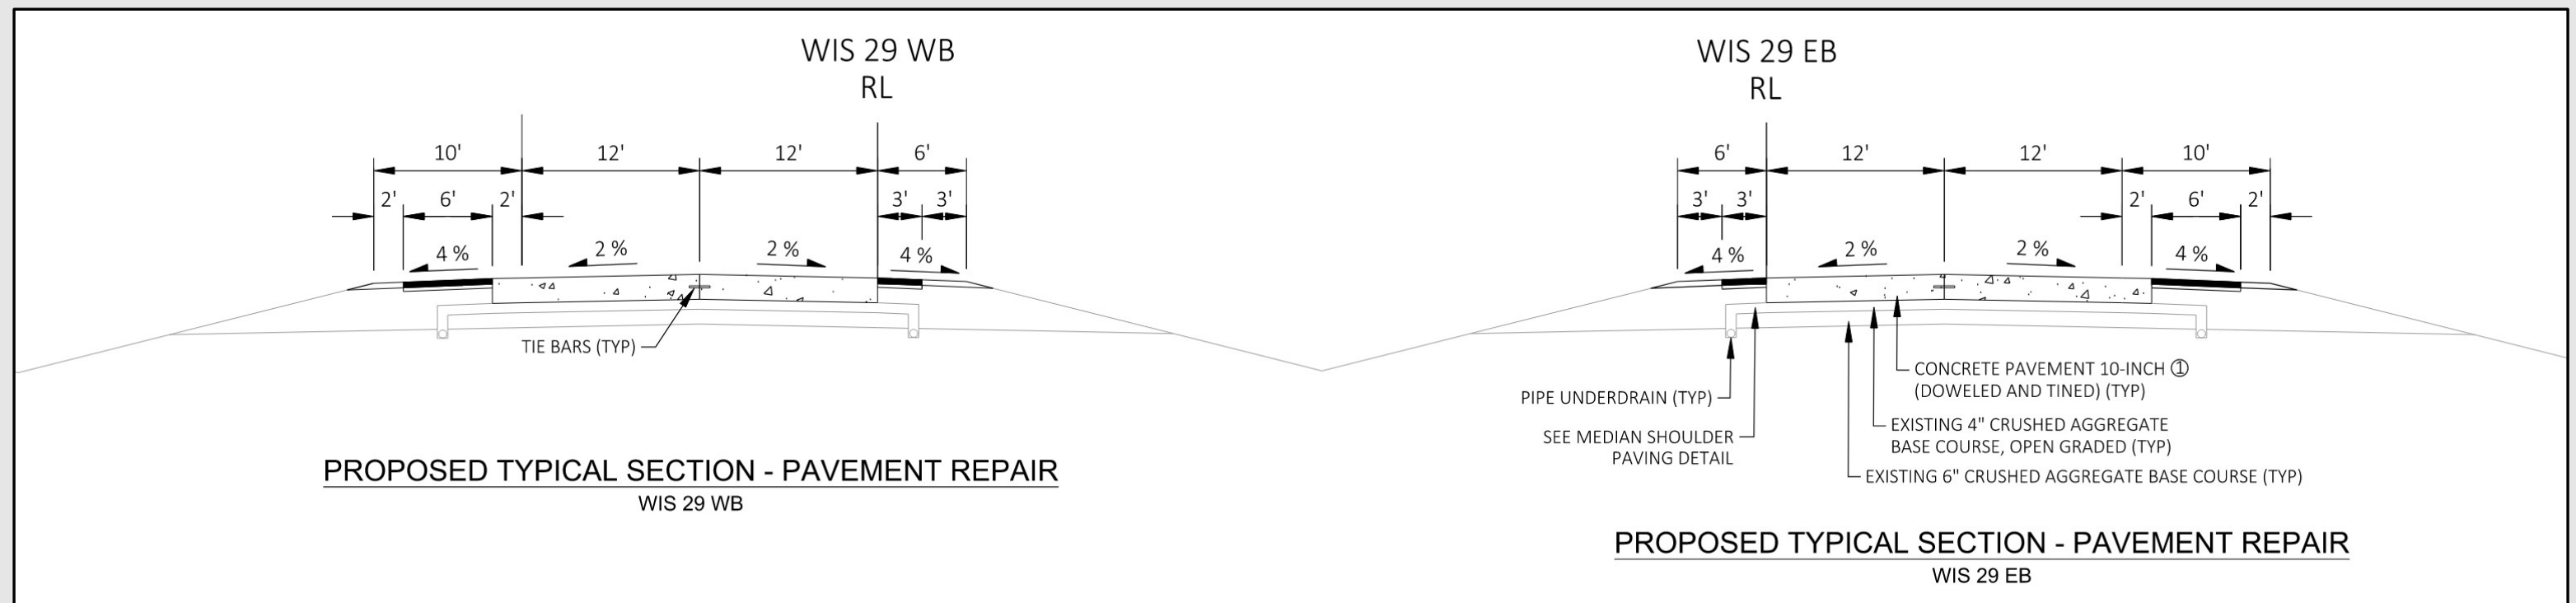 WIS 29 WB
RL
10'
12'
12'
6'
2'
6'
2'
3'
3'
4 %
2 %
2 %
4 %
TIE BARS (TYP)
PROPOSED TYPICAL SECTION - PAVEMENT REPAIR
WIS 29 WB
WIS 29 EB
RL
6'
12'
12'
10'
3'
3'
2'
6'
2'
4 %
2 %
2 %
4 %
PIPE UNDERDRAIN (TYP)
SEE MEDIAN SHOULDER
PAVING DETAIL
CONCRETE PAVEMENT 10-INCH ①
(DOWELED AND TINED) (TYP)
EXISTING 4" CRUSHED AGGREGATE
BASE COURSE, OPEN GRADED (TYP)
EXISTING 6" CRUSHED AGGREGATE BASE COURSE (TYP)
PROPOSED TYPICAL SECTION - PAVEMENT REPAIR
WIS 29 EB